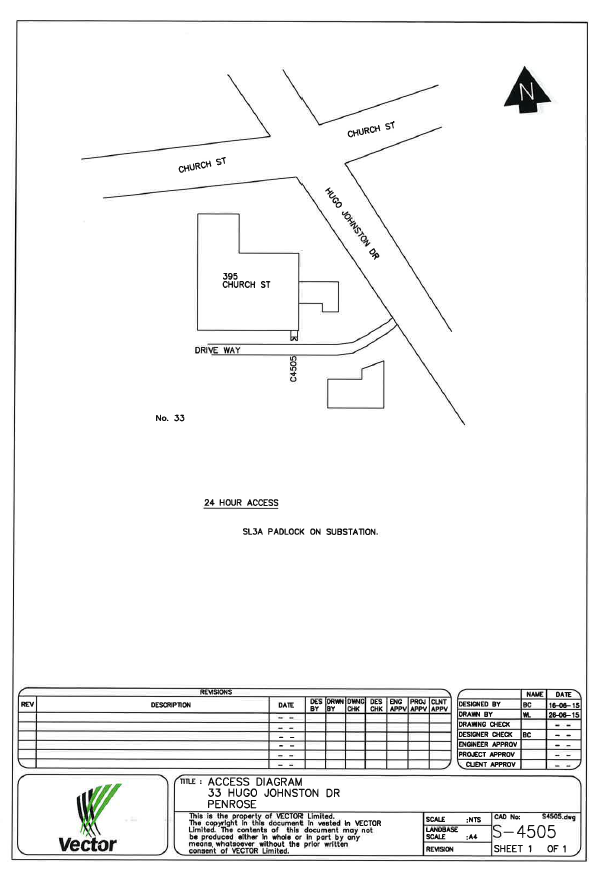 N
CHURCH ST
CHURCH ST
HUGO JOHNSTON DR
395
CHURCH ST
DRIVE WAY
C4505
No. 33
24 HOUR ACCESS
SL3A PADLOCK ON SUBSTATION.
REVISIONS
REV DESCRIPTION DATE DES BY DRWN BY DWNG CHK DES CHK ENG APPV PROJ APPV CLNT APPV
- -
- -
- -
- -
- -
- -
NAME DATE
DESIGNED BY BC 16-06-15
DRAWN BY WL 26-06-15
DRAWING CHECK - -
DESIGNER CHECK BC - -
ENGINEER APPROV - -
PROJECT APPROV - -
CLIENT APPROV - -
Vector
TITLE : ACCESS DIAGRAM
33 HUGO JOHNSTON DR
PENROSE
This is the property of VECTOR Limited.
The copyright in this document is vested in VECTOR
Limited. The contents of this document may not
be produced either in whole or in part by any
means, whatsoever without the prior written
consent of VECTOR Limited.
SCALE :NTS
LANDBASE
SCALE :A4
REVISION
CAD No: S4505.dwg
S-4505
SHEET 1 OF 1